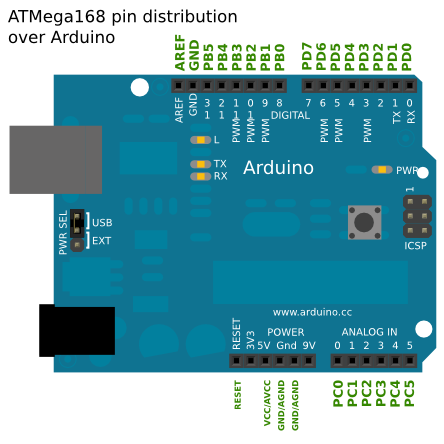 ATMega168 pin distribution
over Arduino
AREF GND PB5 PB4 PB3 PB2 PB1 PB0 PD7 PD6 PD5 PD4 PD3 PD2 PD1 PD0
AREF GND 13 12 11 10 9 8 7 6 5 4 3 2 1 0
PWM PWM PWM DIGITAL PWM PWM PWM TX RX
L
TX
RX
Arduino
PWR
1
ICSP
PWR SEL
USB
EXT
www.arduino.cc
POWER ANALOG IN
RESET 3V3 5V Gnd 9V 0 1 2 3 4 5
RESET VCC/AVCC GND/AGND GND/AGND PC0 PC1 PC2 PC3 PC4 PC5